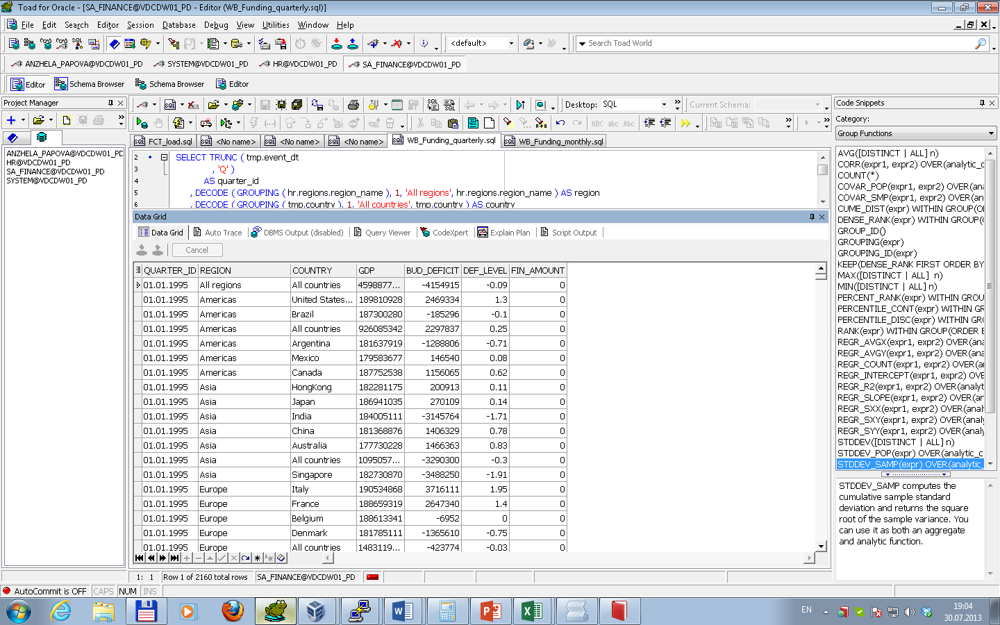 Toad for Oracle - [SA_FINANCE@VDCDW01_PD - Editor (WB_Funding_quarterly.sql)]
File Edit Search Editor Session Database Debug View Utilities Window Help
<default> Search Toad World
ANZHELA_PAPOVA@VDCDW01_PD SYSTEM@VDCDW01_PD HR@VDCDW01_PD SA_FINANCE@VDCDW01_PD
Editor Schema Browser Schema Browser Editor
Project Manager
ANZHELA_PAPOVA@VDCDW01_PD
HR@VDCDW01_PD
SA_FINANCE@VDCDW01_PD
SYSTEM@VDCDW01_PD
Desktop: SQL Current Schema:
ABC abc Abc
FCT_load.sql <No name> <No name> <No name> WB_Funding_quarterly.sql WB_Funding_monthly.sql
2 SELECT TRUNC ( tmp.event_dt
3 , 'Q' )
4 AS quarter_id
5 , DECODE ( GROUPING ( hr.regions.region_name ), 1, 'All regions', hr.regions.region_name ) AS region
6 , DECODE ( GROUPING ( tmp.country ), 1, 'All countries', tmp.country ) AS country
Data Grid
Data Grid Auto Trace DBMS Output (disabled) Query Viewer CodeXpert Explain Plan Script Output
Cancel
QUARTER_ID REGION COUNTRY GDP BUD_DEFICIT DEF_LEVEL FIN_AMOUNT
01.01.1995 All regions All countries 4598877... -4154915 -0.09 0
01.01.1995 Americas United States... 189810928 2469334 1.3 0
01.01.1995 Americas Brazil 187300280 -185296 -0.1 0
01.01.1995 Americas All countries 926085342 2297837 0.25 0
01.01.1995 Americas Argentina 181637919 -1288806 -0.71 0
01.01.1995 Americas Mexico 179583677 146540 0.08 0
01.01.1995 Americas Canada 187752538 1156065 0.62 0
01.01.1995 Asia HongKong 182281175 200913 0.11 0
01.01.1995 Asia Japan 186941035 270109 0.14 0
01.01.1995 Asia India 184005111 -3145764 -1.71 0
01.01.1995 Asia China 181368876 1406329 0.78 0
01.01.1995 Asia Australia 177730228 1466363 0.83 0
01.01.1995 Asia All countries 1095057... -3290300 -0.3 0
01.01.1995 Asia Singapore 182730870 -3488250 -1.91 0
01.01.1995 Europe Italy 190534868 3716111 1.95 0
01.01.1995 Europe France 188659319 2647340 1.4 0
01.01.1995 Europe Belgium 188613341 -6952 0 0
01.01.1995 Europe Denmark 181785111 -1365610 -0.75 0
01.01.1995 Europe All countries 1483119... -423774 -0.03 0
1: 1 Row 1 of 2160 total rows SA_FINANCE@VDCDW01_PD
Code Snippets
Category:
Group Functions
AVG([DISTINCT | ALL] n)
CORR(expr1, expr2) OVER(analytic_c
COUNT(*)
COVAR_POP(expr1, expr2) OVER(an
COVAR_SMP(expr1, expr2) OVER(an
CUME_DIST(expr) WITHIN GROUP(OR
DENSE_RANK(expr) WITHIN GROUP(O
GROUP_ID()
GROUPING(expr)
GROUPING_ID(expr)
KEEP(DENSE_RANK FIRST ORDER BY
MAX([DISTINCT | ALL] n)
MIN([DISTINCT | ALL] n)
PERCENT_RANK(expr) WITHIN GROU
PERCENTILE_CONT(expr) WITHIN GR
PERCENTILE_DISC(expr) WITHIN GRO
RANK(expr) WITHIN GROUP(ORDER B
REGR_AVGX(expr1, expr2) OVER(ana
REGR_AVGY(expr1, expr2) OVER(ana
REGR_COUNT(expr1, expr2) OVER(an
REGR_INTERCEPT(expr1, expr2) OVE
REGR_R2(expr1, expr2) OVER(analyti
REGR_SLOPE(expr1, expr2) OVER(an
REGR_SXX(expr1, expr2) OVER(analy
REGR_SXY(expr1, expr2) OVER(analy
REGR_SYY(expr1, expr2) OVER(analy
STDDEV([DISTINCT | ALL] n)
STDDEV_POP(expr) OVER(analytic_c
STDDEV_SAMP(expr) OVER(analytic_
STDDEV_SAMP computes the
cumulative sample standard
deviation and returns the square
root of the sample variance. You
can use it as both an aggregate
and analytic function.
AutoCommit is OFF CAPS NUM INS
EN 19:04
30.07.2013